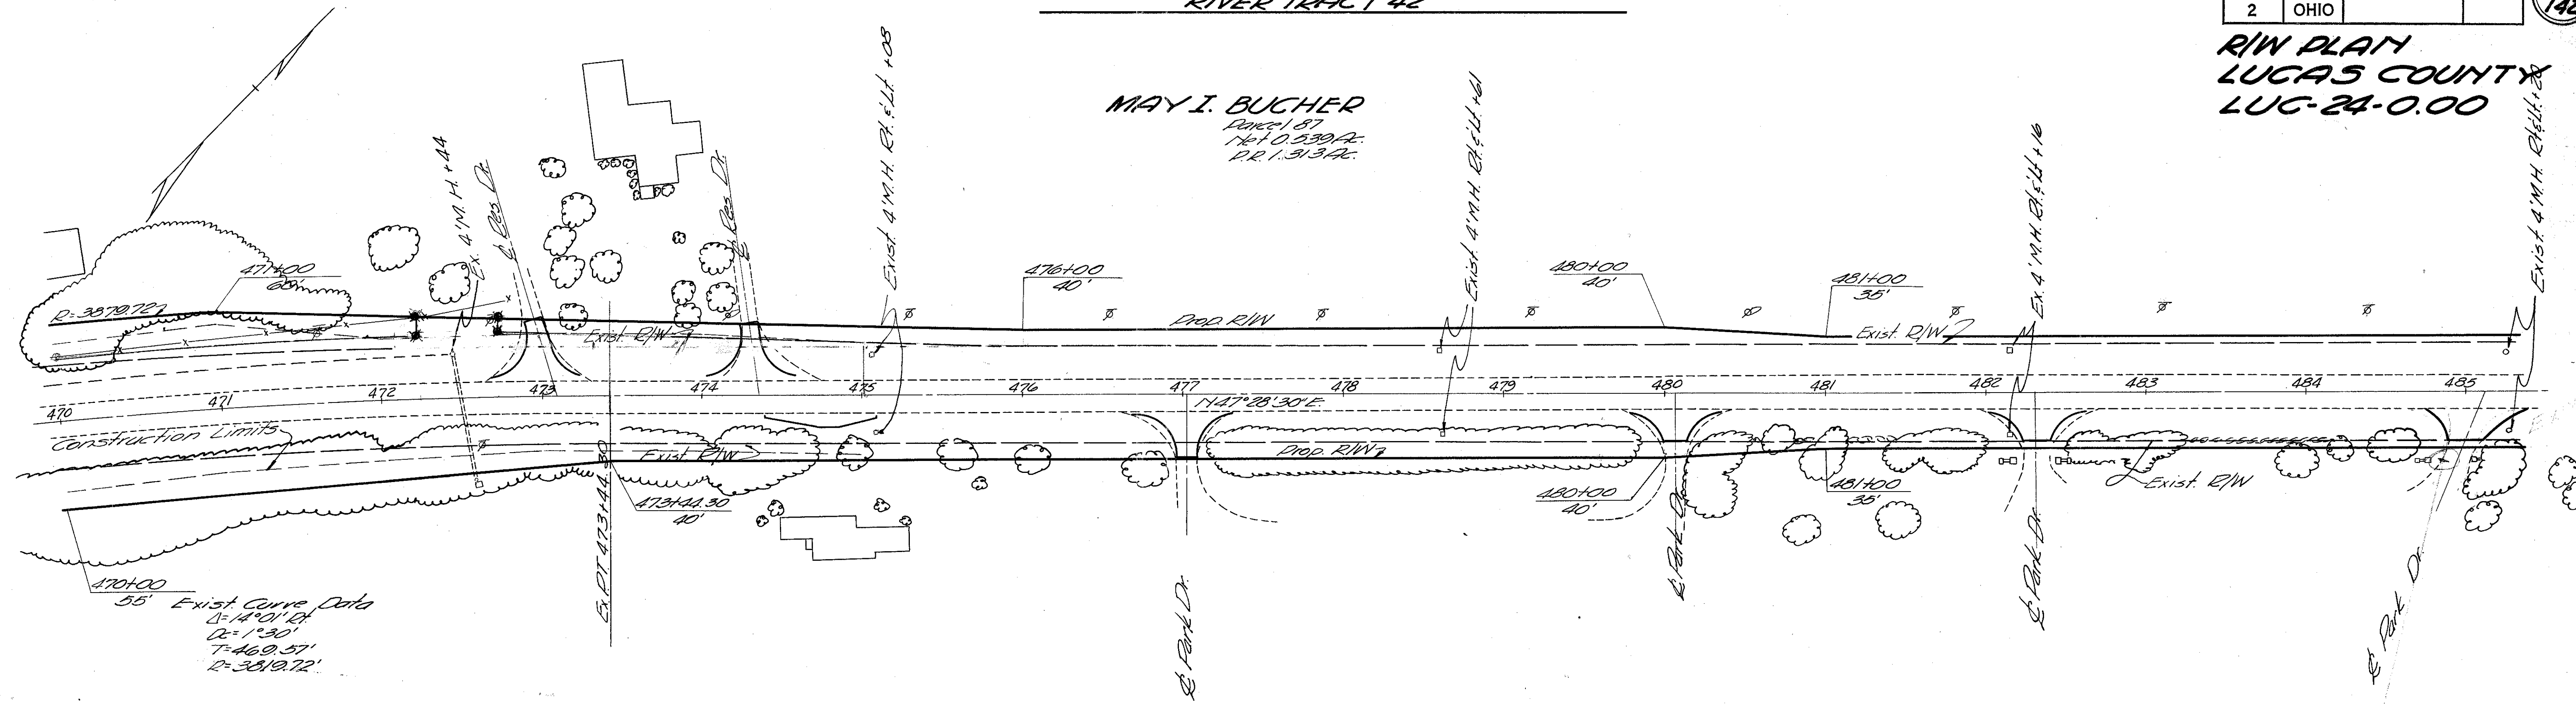 RIVER TRACT 42
2 OHIO
142
R/W PLAN
LUCAS COUNTY
LUC-24-0.00
MAY I. BUCHER
Parcel 87
Net 0.539 Ac.
P.R. 1.313 Ac.
Ex. 4' M.H. +44
℄ Res. Dr.
℄ Res. Dr.
Exist. 4' M.H. Rt. & Lt. +08
Exist. 4' M.H. Rt. & Lt. +61
Ex. 4' M.H. Rt. & Lt. +16
Exist. 4' M.H. Rt. & Lt. +20
471+00
60'
476+00
40'
480+00
40'
481+00
35'
R=3879.72'
Exist. R/W
Prop. R/W
Exist. R/W
470 471 472 473 474 475 476 477 478 479 480 481 482 483 484 485
N 47° 28' 30" E.
Construction Limits
Exist. R/W
Prop. R/W
Exist. R/W
473+44.30
40'
480+00
40'
481+00
35'
470+00
55'
Ex. P.T. 473+44.30
℄ Park Dr.
℄ Park Dr.
℄ Park Dr.
℄ Park Dr.
Exist. Curve Data
Δ=14°01' Rt.
Dc=1°30'
T=469.57'
R=3819.72'